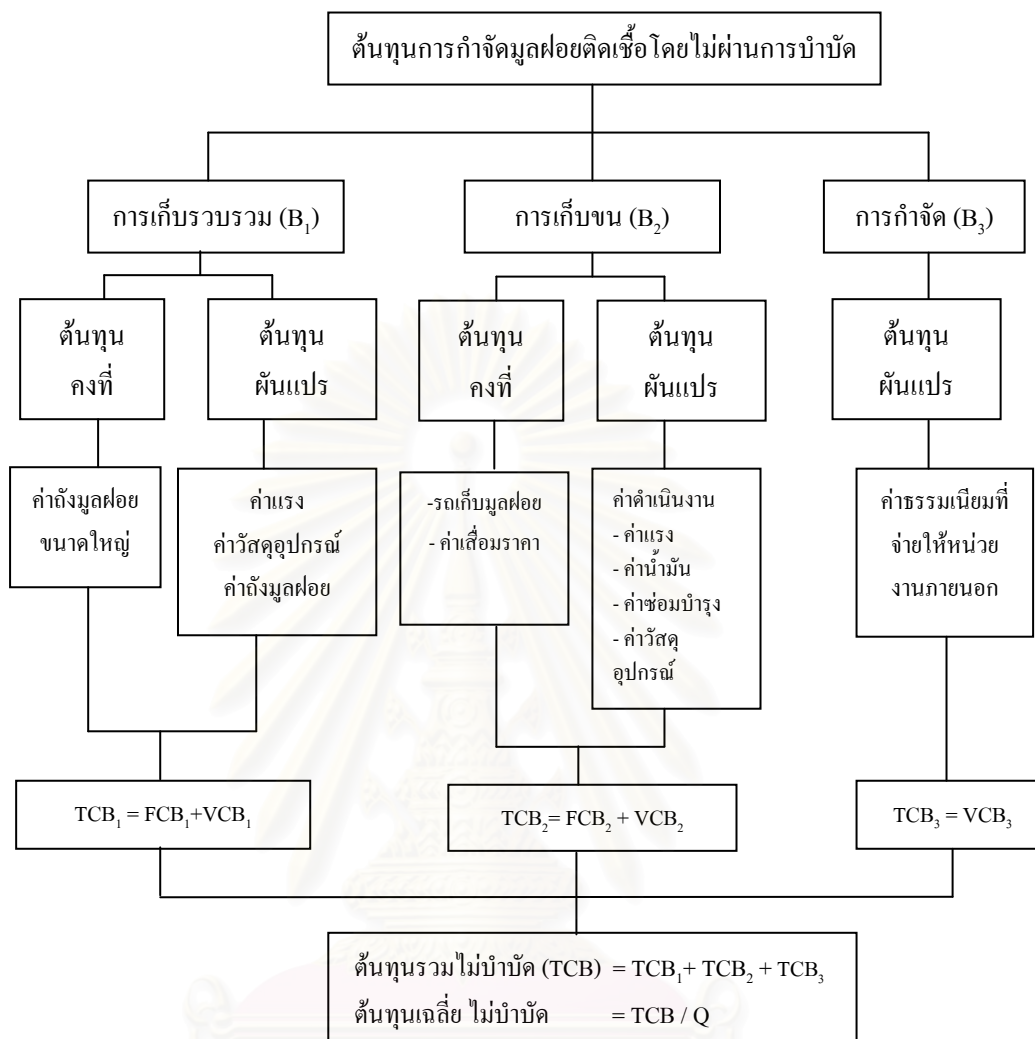 ต้นทุนการกำจัดมูลฝอยติดเชื้อโดยไม่ผ่านการบำบัด
การเก็บรวบรวม (B₁)
การเก็บขน (B₂)
การกำจัด (B₃)
ต้นทุน
คงที่
ต้นทุน
ผันแปร
ต้นทุน
คงที่
ต้นทุน
ผันแปร
ต้นทุน
ผันแปร
ค่าถังมูลฝอย
ขนาดใหญ่
ค่าแรง
ค่าวัสดุอุปกรณ์
ค่าถังมูลฝอย
-รถเก็บมูลฝอย
- ค่าเสื่อมราคา
ค่าดำเนินงาน
- ค่าแรง
- ค่าน้ำมัน
- ค่าซ่อมบำรุง
- ค่าวัสดุ
อุปกรณ์
ค่าธรรมเนียมที่
จ่ายให้หน่วย
งานภายนอก
TCB₁ = FCB₁+VCB₁
TCB₂= FCB₂ + VCB₂
TCB₃ = VCB₃
ต้นทุนรวมไม่บำบัด (TCB) = TCB₁+ TCB₂ + TCB₃
ต้นทุนเฉลี่ย ไม่บำบัด = TCB / Q